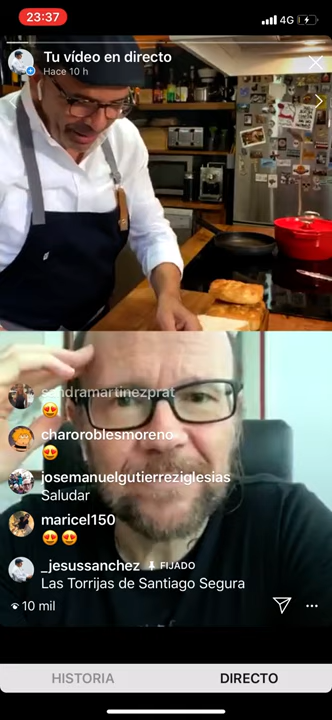 23:37
4G
Tu vídeo en directo
Hace 10 h
sandramartinezprat
😍
charoroblesmoreno
😍
josemanuelgutierreziglesias
Saludar
maricel150
😍😍
_jesussanchez FIJADO
Las Torrijas de Santiago Segura
10 mil
HISTORIA DIRECTO